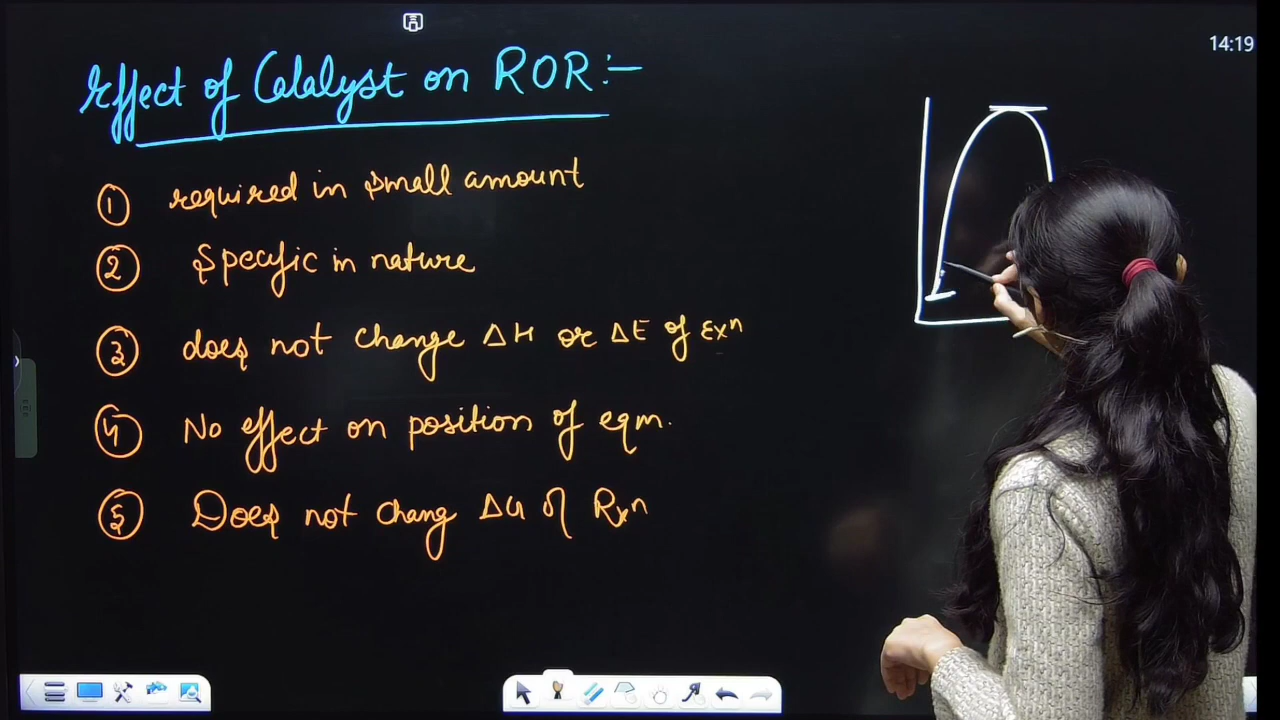 14:19
Effect of Catalyst on ROR:-
① required in small amount
② Specific in nature
③ does not change ΔH or ΔE of rxn
④ No effect on position of eqm.
⑤ Does not chang ΔG of Rxn